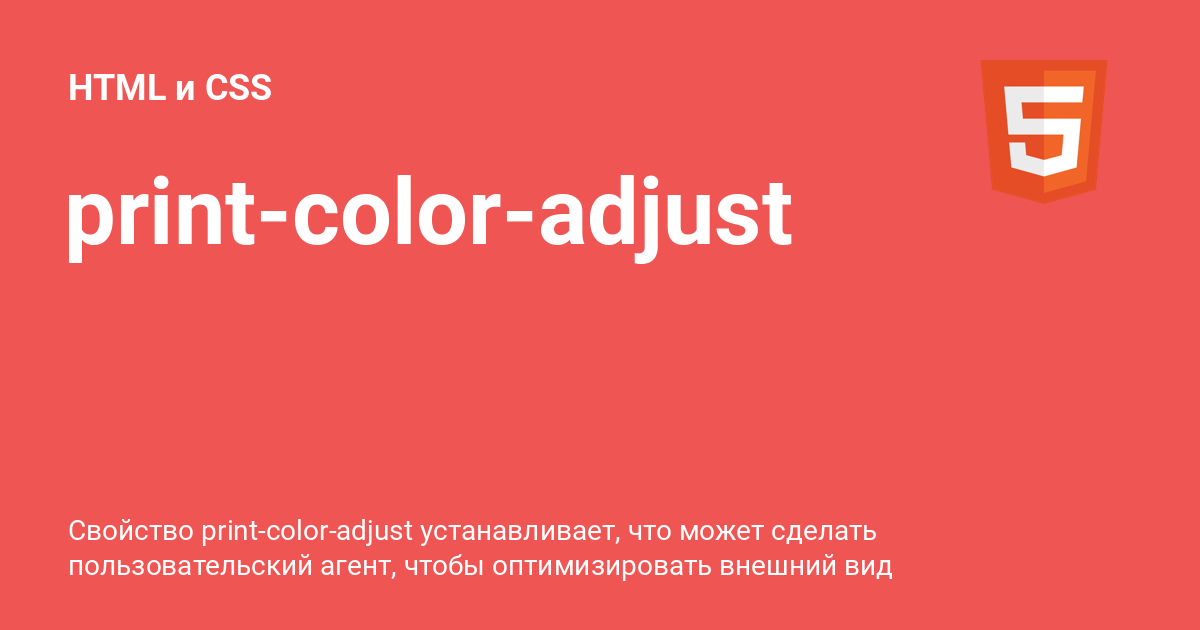 HTML и CSS
5
print-color-adjust
Свойство print-color-adjust устанавливает, что может сделать
пользовательский агент, чтобы оптимизировать внешний вид